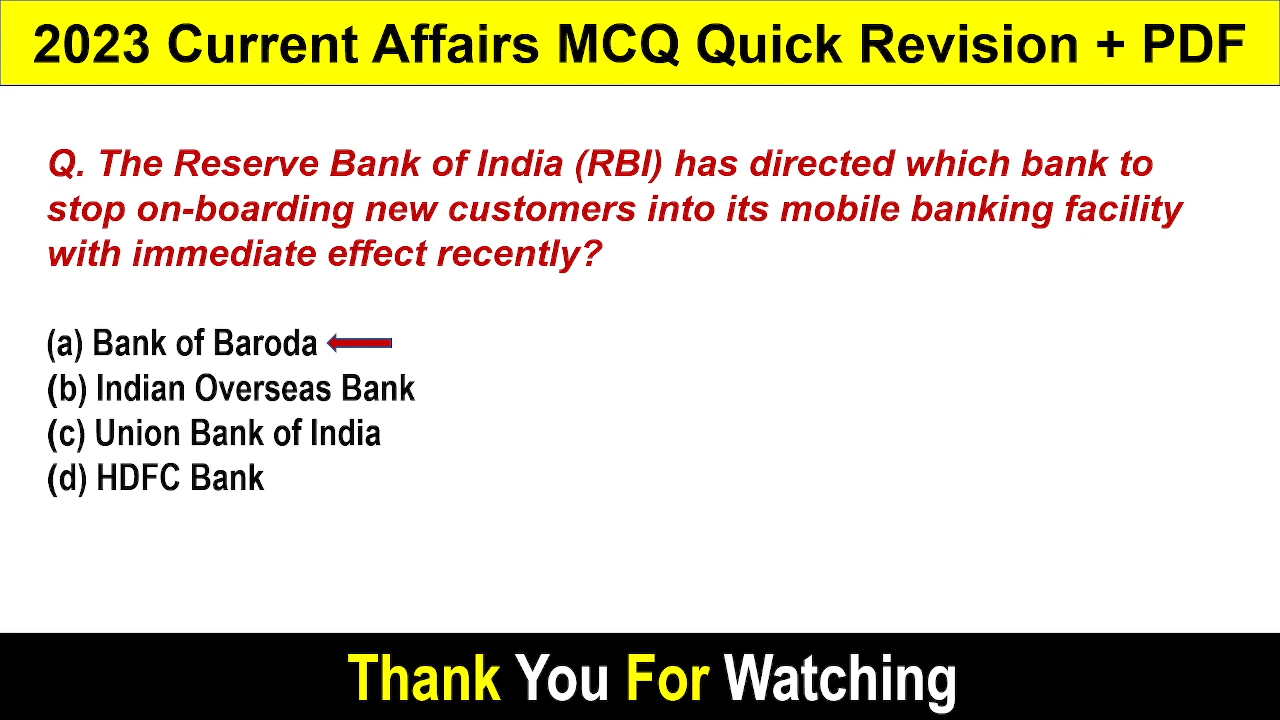 2023 Current Affairs MCQ Quick Revision + PDF
Q. The Reserve Bank of India (RBI) has directed which bank to
stop on-boarding new customers into its mobile banking facility
with immediate effect recently?
(a) Bank of Baroda
(b) Indian Overseas Bank
(c) Union Bank of India
(d) HDFC Bank
Thank You For Watching